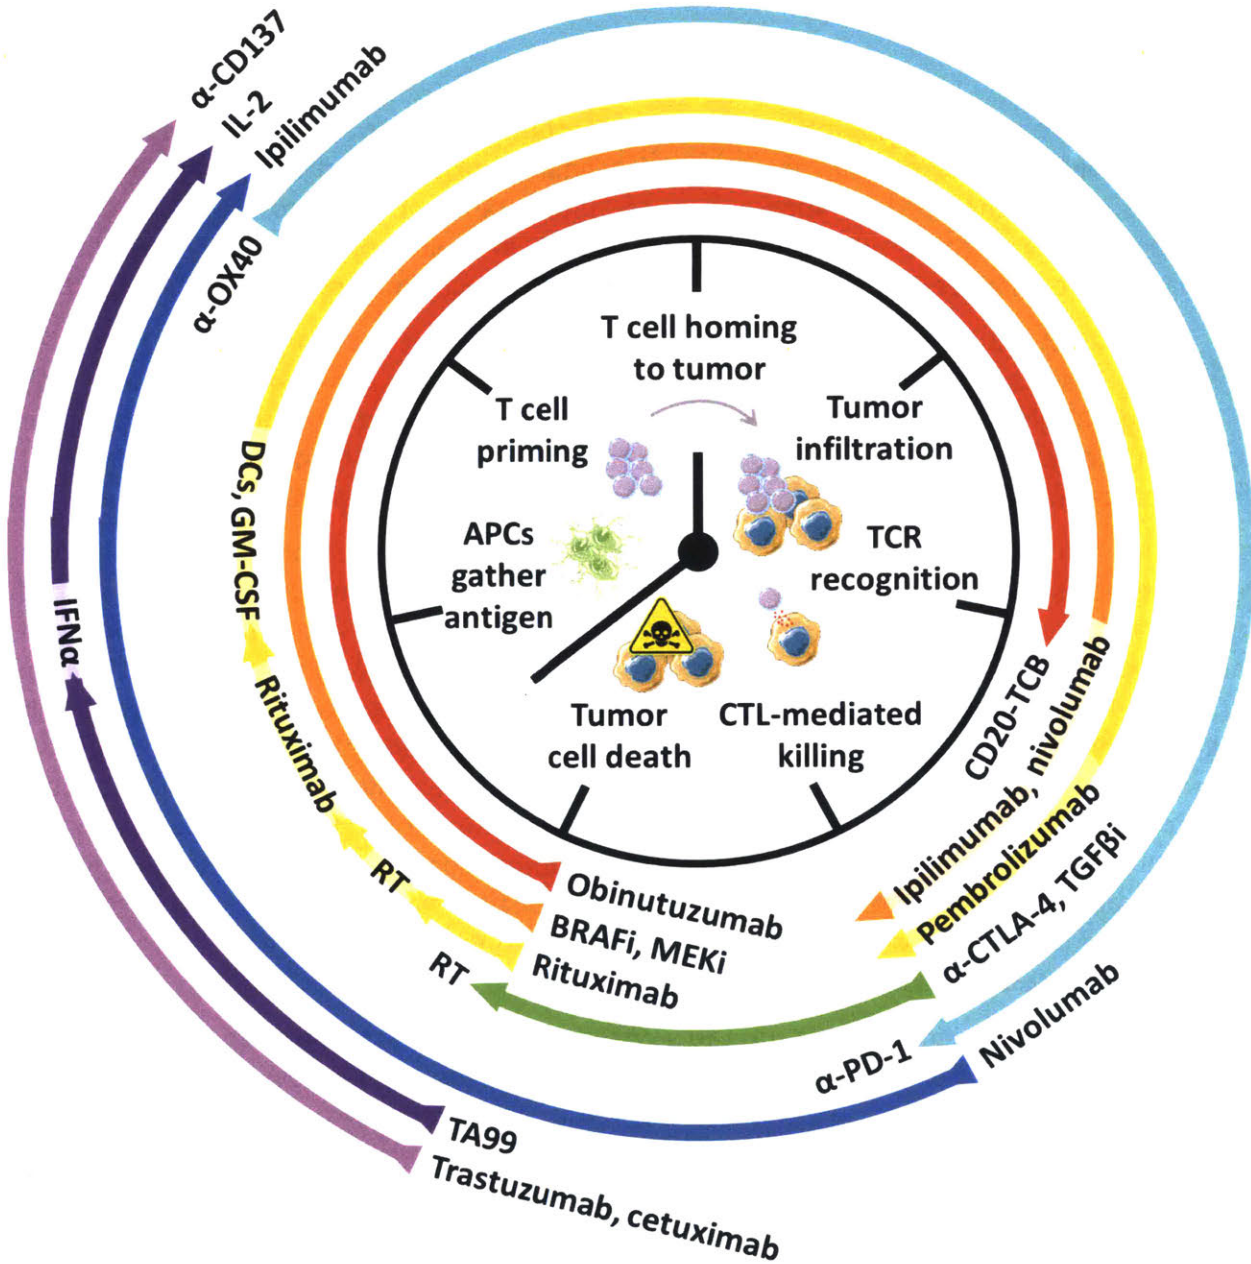 α-CD137
IL-2
Ipilimumab
α-OX40
T cell homing
to tumor
T cell
priming
Tumor
infiltration
APCs
gather
antigen
TCR
recognition
Tumor
cell death
CTL-mediated
killing
DCs, GM-CSF
IFNα
Rituximab
RT
RT
Obinutuzumab
BRAFi, MEKi
Rituximab
CD20-TCB
Ipilimumab, nivolumab
Pembrolizumab
α-CTLA-4, TGFβi
α-PD-1
Nivolumab
TA99
Trastuzumab, cetuximab